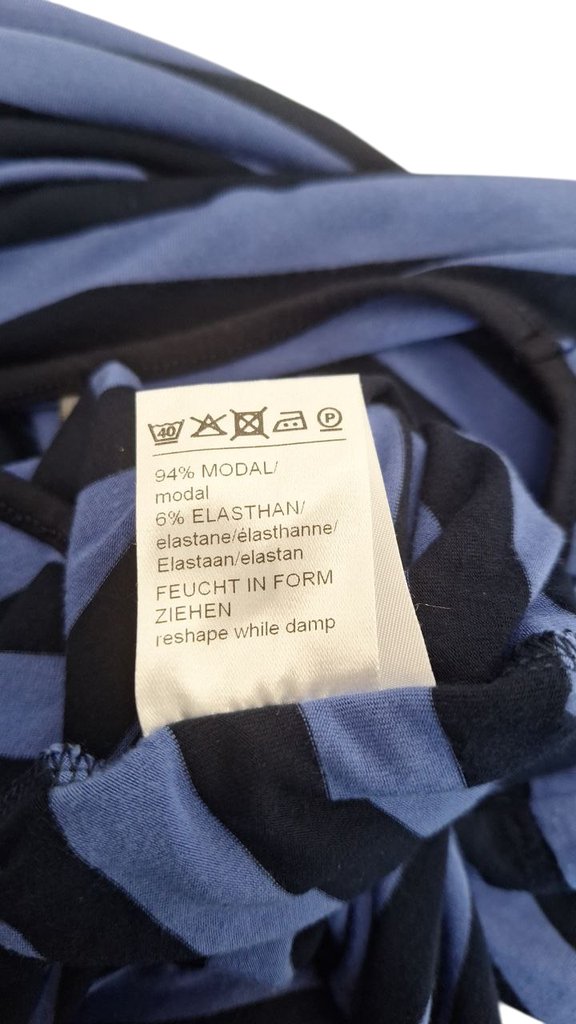 40 P
94% MODAL/
modal
6% ELASTHAN/
elastane/élasthanne/
Elastaan/elastan
FEUCHT IN FORM
ZIEHEN
reshape while damp